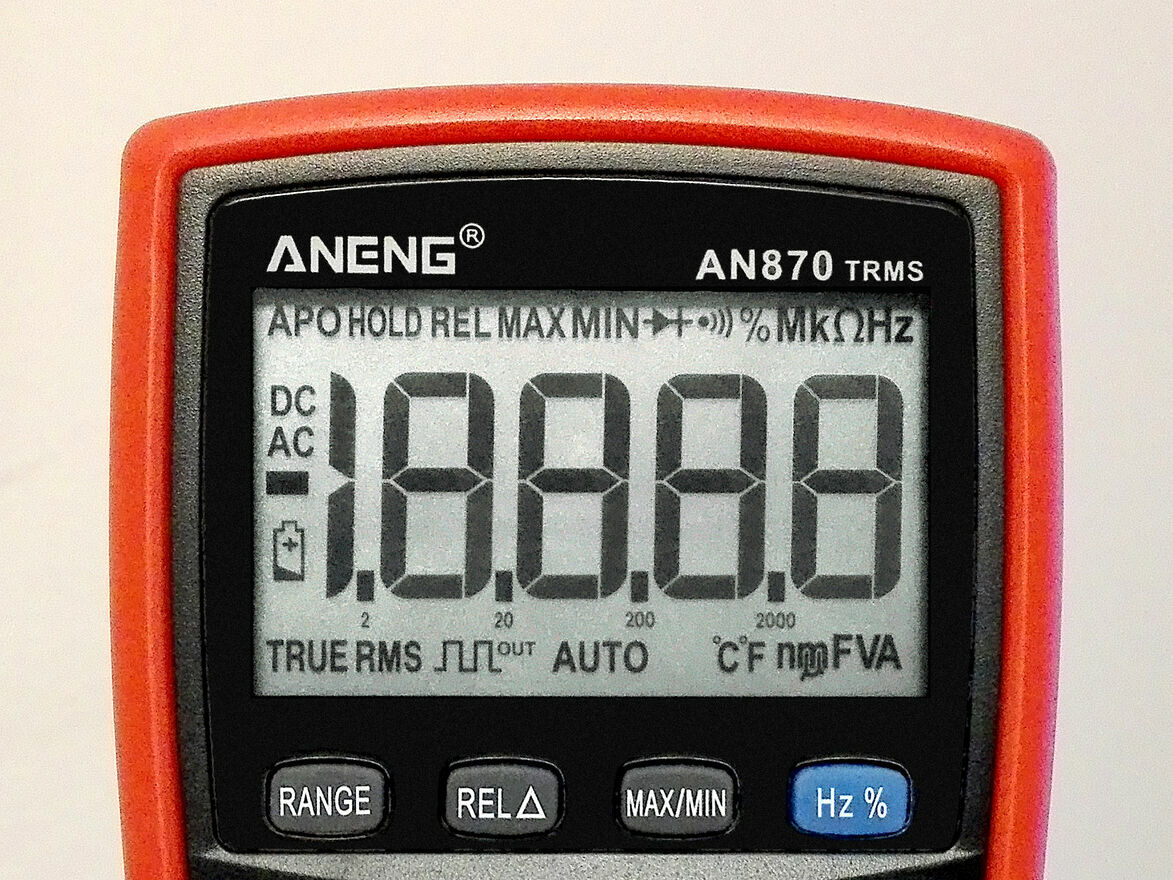 ANENG®
AN870 TRMS
APO HOLD REL MAX MIN % MkΩHz
DC
AC
1.8.8.8.8
2 20 200 2000
TRUE RMS OUT AUTO °C°F nmµFVA
RANGE REL△ MAX/MIN Hz %